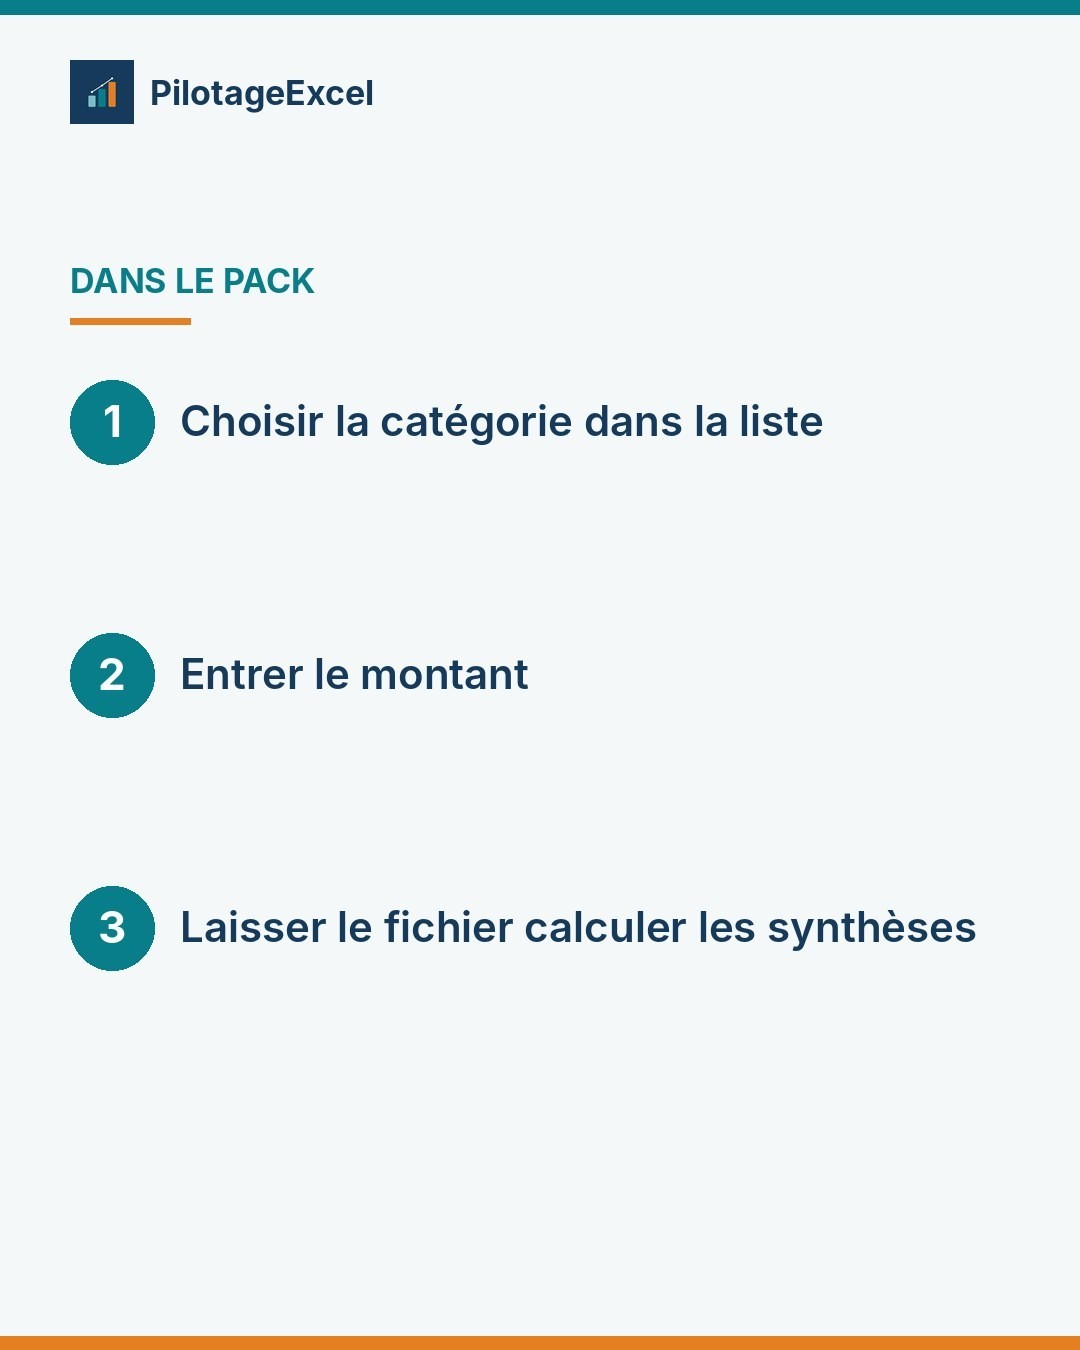 PilotageExcel
DANS LE PACK
1 Choisir la catégorie dans la liste
2 Entrer le montant
3 Laisser le fichier calculer les synthèses